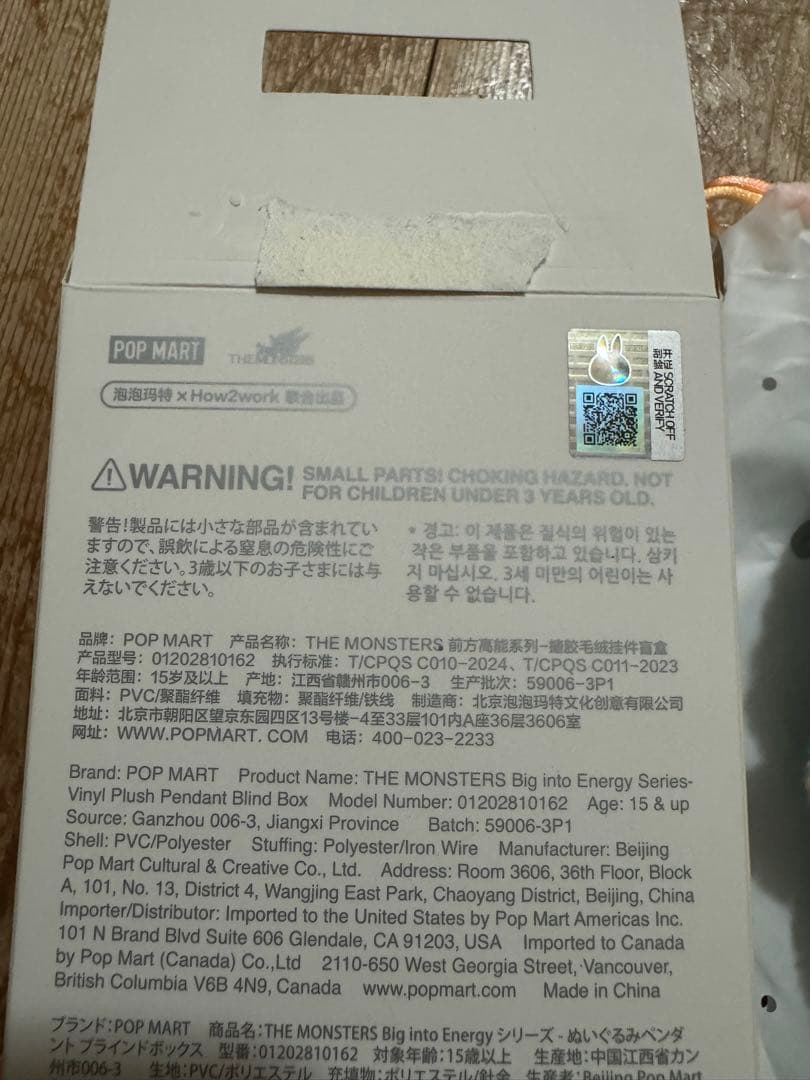 POP MART
THE MONSTERS
泡泡玛特 × How2work 联合出品
SCRATCH OFF
AND VERIFY
WARNING! SMALL PARTS! CHOKING HAZARD. NOT
FOR CHILDREN UNDER 3 YEARS OLD.
警告!製品には小さな部品が含まれてい
ますので、誤飲による窒息の危険性にご
注意ください。3歳以下のお子さまには与
えないでください。
* 경고: 이 제품은 질식의 위험이 있는
작은 부품을 포함하고 있습니다. 삼키
지 마십시오. 3세 미만의 어린이는 사
용할 수 없습니다.
品牌: POP MART 产品名称: THE MONSTERS 前方高能系列-搪胶毛绒挂件盲盒
产品型号: 01202810162 执行标准: T/CPQS C010-2024、T/CPQS C011-2023
年龄范围: 15岁及以上 产地: 江西省赣州市006-3 生产批次: 59006-3P1
面料: PVC/聚酯纤维 填充物: 聚酯纤维/铁线 制造商: 北京泡泡玛特文化创意有限公司
地址: 北京市朝阳区望京东园四区13号楼-4至33层101内A座36层3606室
网址: WWW.POPMART. COM 电话: 400-023-2233
Brand: POP MART Product Name: THE MONSTERS Big into Energy Series-
Vinyl Plush Pendant Blind Box Model Number: 01202810162 Age: 15 & up
Source: Ganzhou 006-3, Jiangxi Province Batch: 59006-3P1
Shell: PVC/Polyester Stuffing: Polyester/Iron Wire Manufacturer: Beijing
Pop Mart Cultural & Creative Co., Ltd. Address: Room 3606, 36th Floor, Block
A, 101, No. 13, District 4, Wangjing East Park, Chaoyang District, Beijing, China
Importer/Distributor: Imported to the United States by Pop Mart Americas Inc.
101 N Brand Blvd Suite 606 Glendale, CA 91203, USA Imported to Canada
by Pop Mart (Canada) Co.,Ltd 2110-650 West Georgia Street, Vancouver,
British Columbia V6B 4N9, Canada www.popmart.com Made in China
ブランド:POP MART 商品名:THE MONSTERS Big into Energy シリーズ - ぬいぐるみペンダ
ント ブラインドボックス 型番:01202810162 対象年齢:15歳以上 生産地:中国江西省カン
州市006-3 生地:PVC/ポリエステル 充填物:ポリエステル/針金 生産者:Beijing Pop Mart